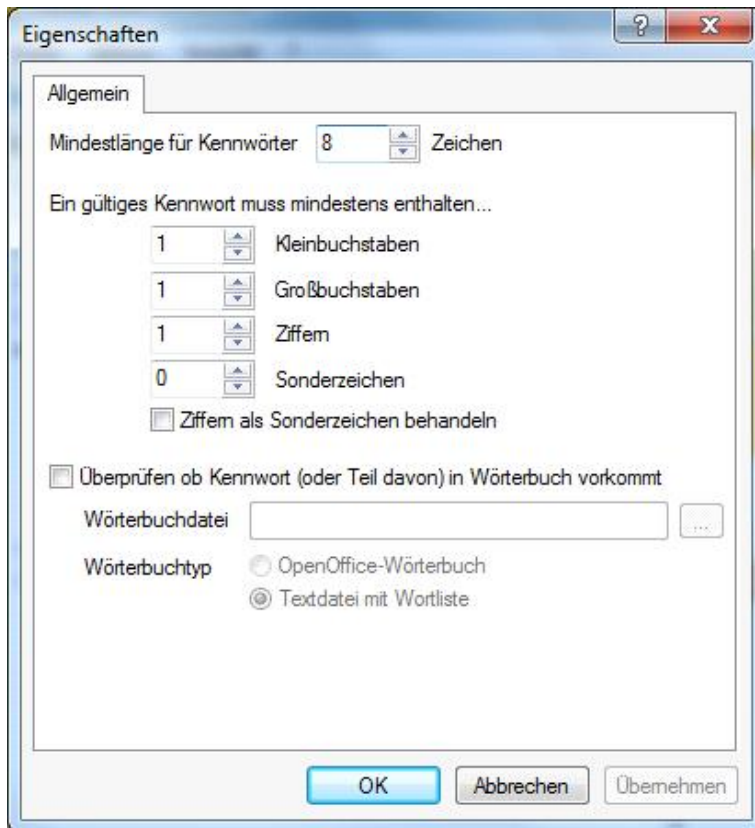 Eigenschaften
?
Allgemein
Mindestlänge für Kennwörter 8 Zeichen
Ein gültiges Kennwort muss mindestens enthalten...
1 Kleinbuchstaben
1 Großbuchstaben
1 Ziffern
0 Sonderzeichen
Ziffern als Sonderzeichen behandeln
Überprüfen ob Kennwort (oder Teil davon) in Wörterbuch vorkommt
Wörterbuchdatei ...
Wörterbuchtyp OpenOffice-Wörterbuch
Textdatei mit Wortliste
OK Abbrechen Übernehmen